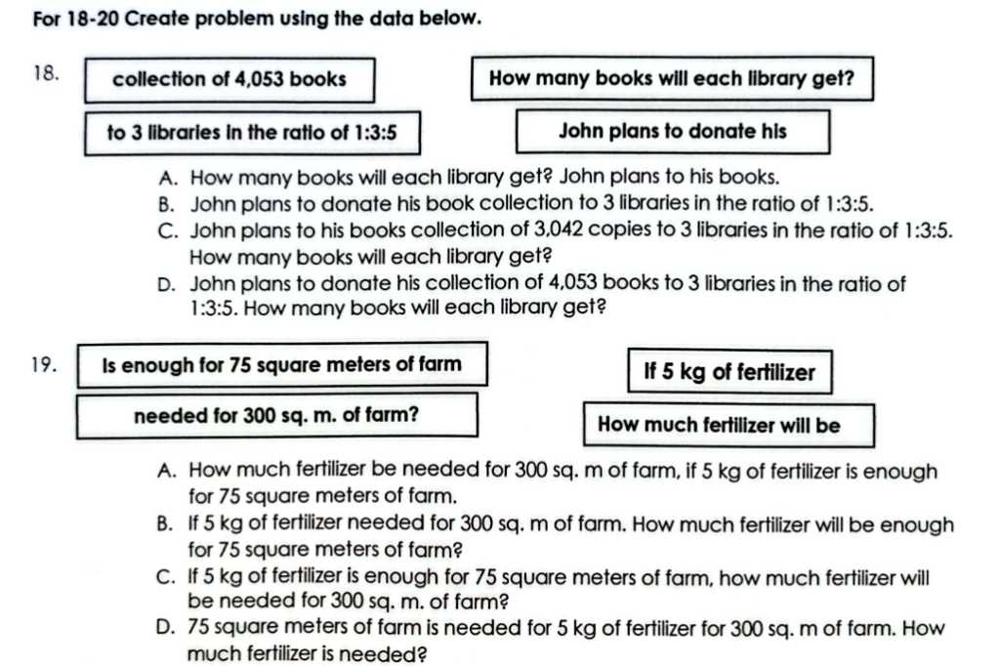 For 18-20 Create problem using the data below.
18.
collection of 4,053 books
How many books will each library get?
to 3 libraries in the ratio of 1:3:5
John plans to donate his
A. How many books will each library get? John plans to his books.
B. John plans to donate his book collection to 3 libraries in the ratio of 1:3:5.
C. John plans to his books collection of 3,042 copies to 3 libraries in the ratio of 1:3:5.
How many books will each library get?
D. John plans to donate his collection of 4,053 books to 3 libraries in the ratio of
1:3:5. How many books will each library get?
19.
Is enough for 75 square meters of farm
If 5 kg of fertilizer
needed for 300 sq. m. of farm?
How much fertilizer will be
A. How much fertilizer be needed for 300 sq. m of farm, if 5 kg of fertilizer is enough
for 75 square meters of farm.
B. If 5 kg of fertilizer needed for 300 sq. m of farm. How much fertilizer will be enough
for 75 square meters of farm?
C. If 5 kg of fertilizer is enough for 75 square meters of farm, how much fertilizer will
be needed for 300 sq. m. of farm?
D. 75 square meters of farm is needed for 5 kg of fertilizer for 300 sq. m of farm. How
much fertilizer is needed?